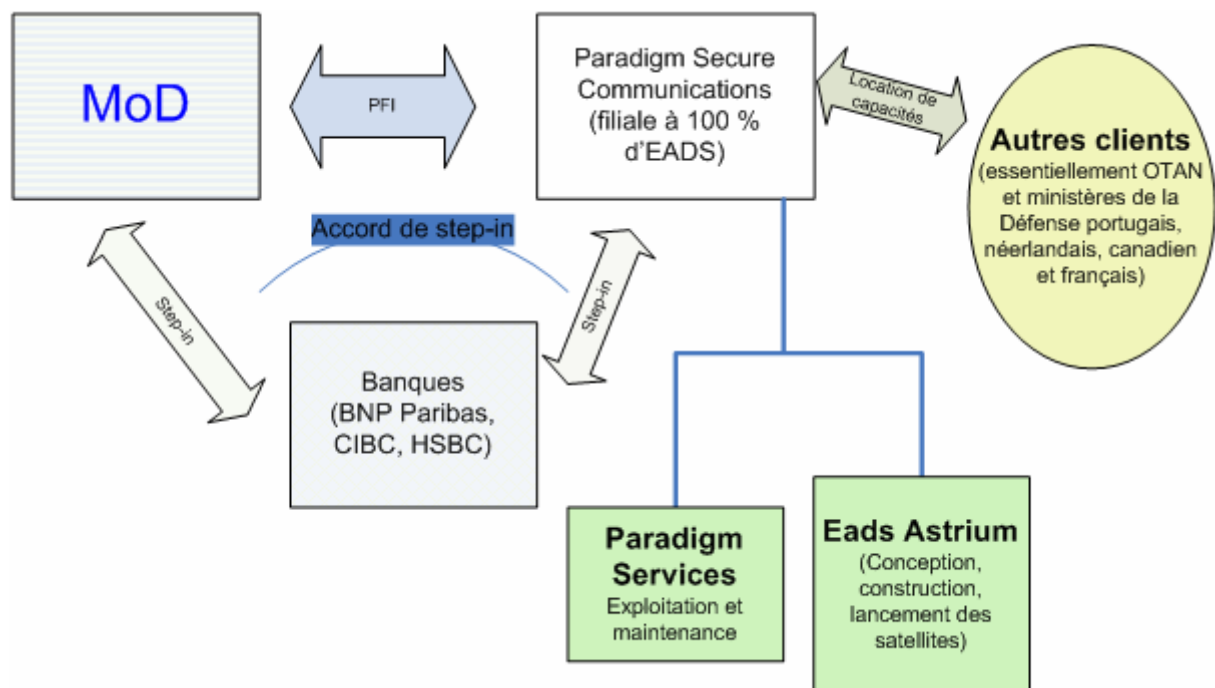 MoD
PFI
Paradigm Secure
Communications
(filiale à 100 %
d'EADS)
Location de
capacités
Autres clients
(essentiellement OTAN
et ministères de la
Défense portugais,
néerlandais, canadien
et français)
Accord de step-in
Step-in
Step-in
Banques
(BNP Paribas,
CIBC, HSBC)
Paradigm
Services
Exploitation et
maintenance
Eads Astrium
(Conception,
construction,
lancement des
satellites)